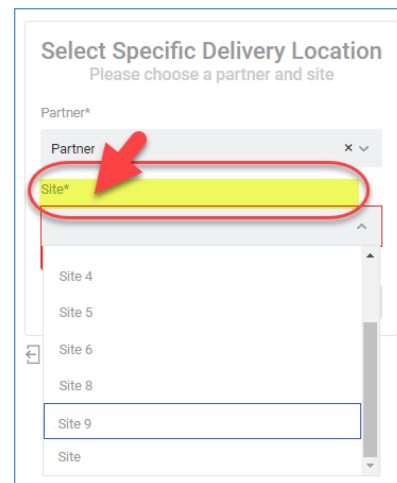 Select Specific Delivery Location
Please choose a partner and site
Partner*
Partner
Site*
Site 4
Site 5
Site 6
Site 8
Site 9
Site